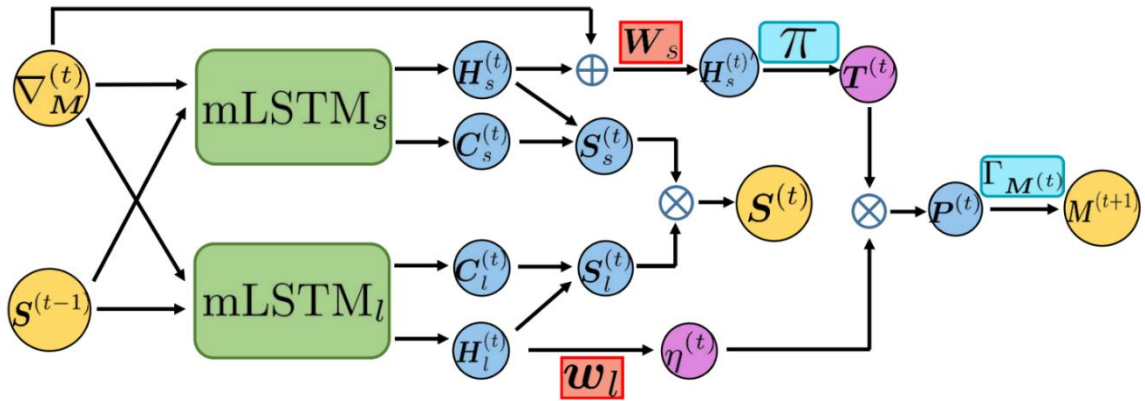 ∇_M^(t)
mLSTM_s
H_s^(t)
⊕
W_s
H_s^(t)′
π
T^(t)
C_s^(t)
S_s^(t)
⊗
S^(t)
⊗
P^(t)
Γ_M^(t)
M^(t+1)
S^(t−1)
mLSTM_l
C_l^(t)
S_l^(t)
H_l^(t)
w_l
η^(t)